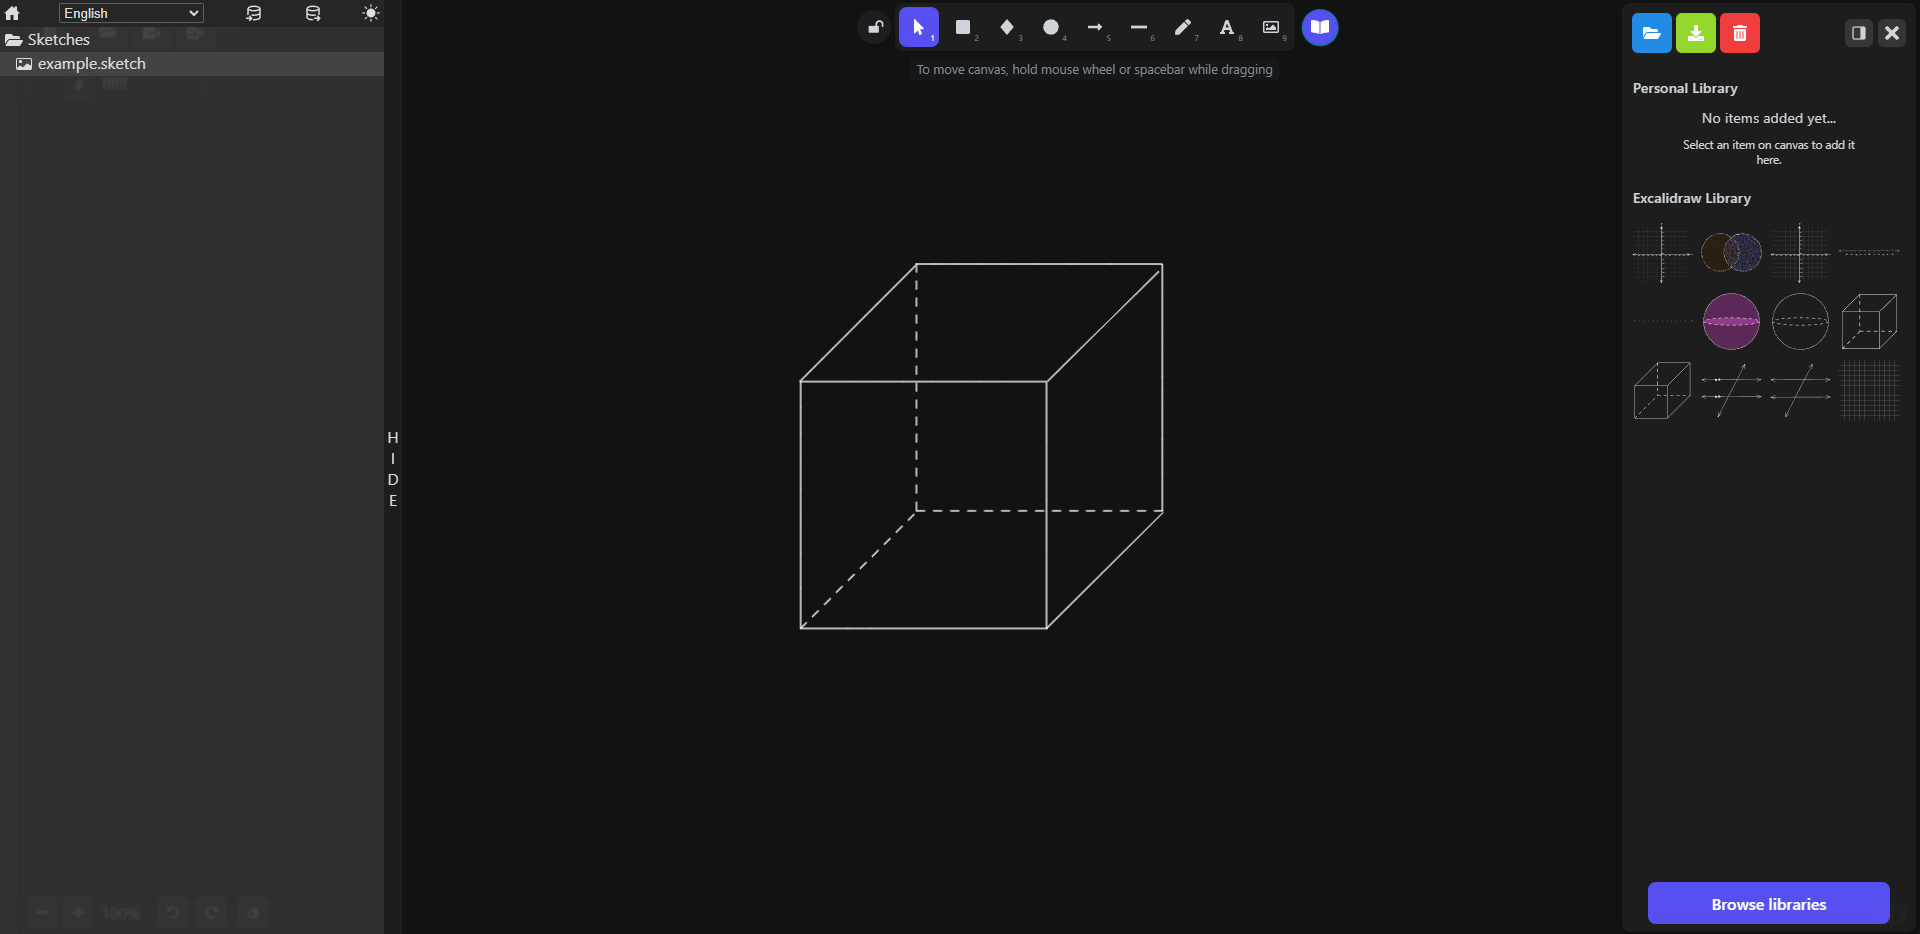 English
Sketches
example.sketch
100%
H
I
D
E
1
2
3
4
5
6
7
A
8
9
To move canvas, hold mouse wheel or spacebar while dragging
Personal Library
No items added yet...
Select an item on canvas to add it
here.
Excalidraw Library
Browse libraries